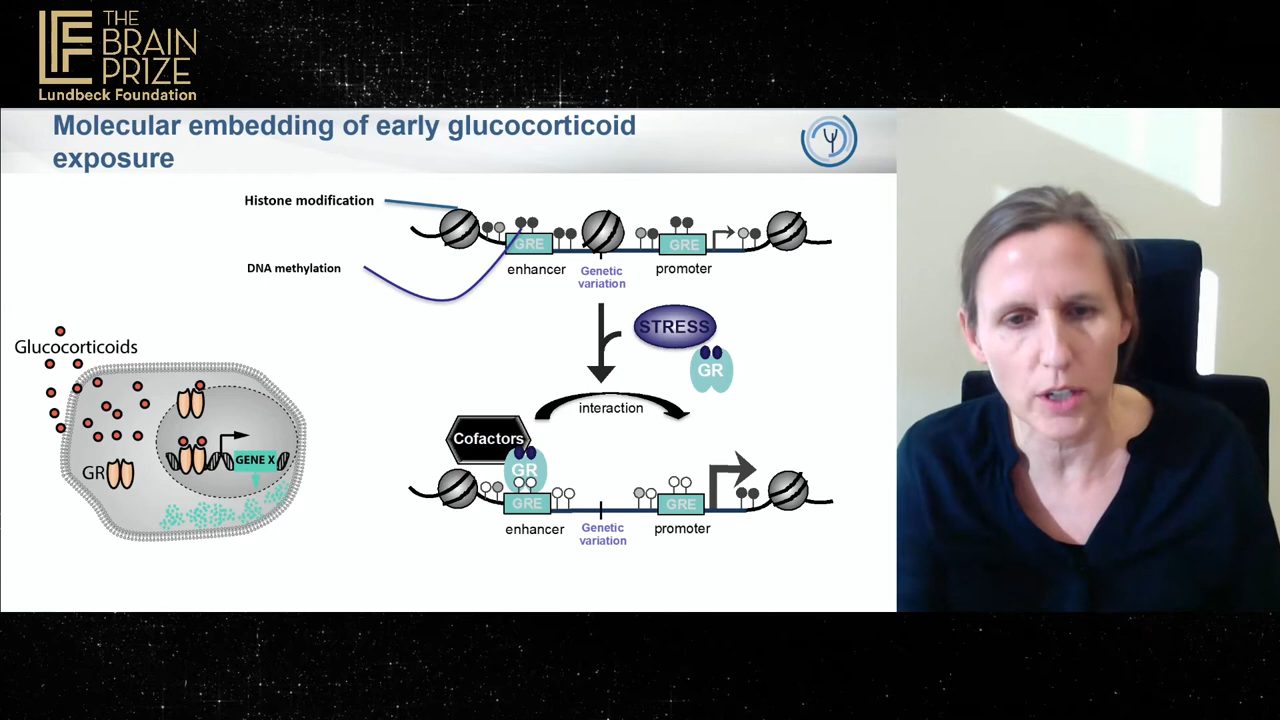 THE
BRAIN
PRIZE
Lundbeck Foundation
Molecular embedding of early glucocorticoid
exposure
Histone modification
DNA methylation
GRE
GRE
enhancer
Genetic
variation
promoter
STRESS
GR
interaction
Glucocorticoids
GR
GENE X
Cofactors
GR
GRE
GRE
enhancer
Genetic
variation
promoter